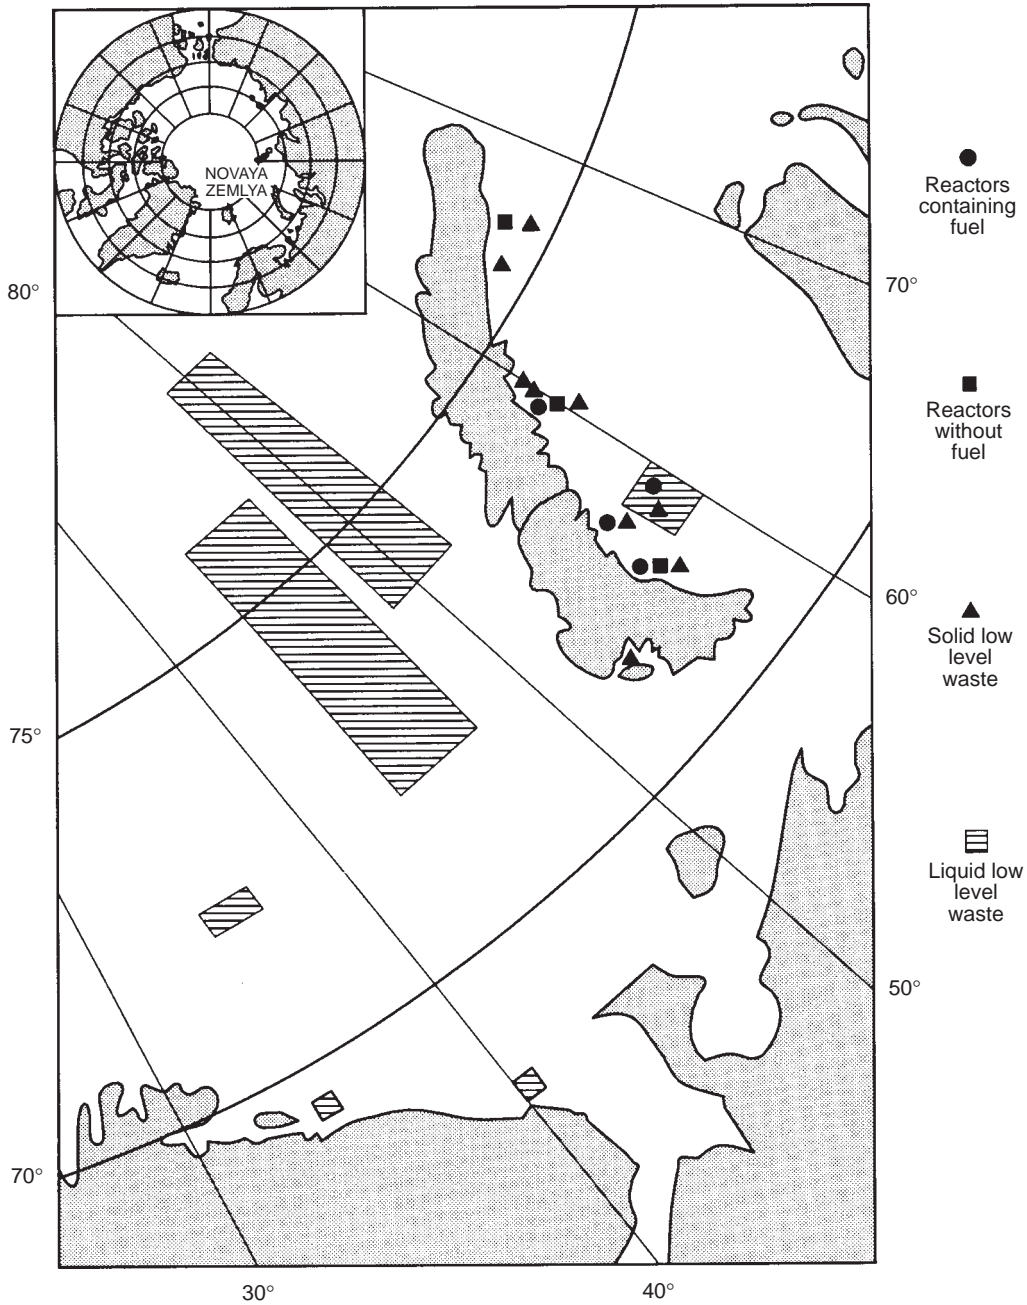 NOVAYA
ZEMLYA
80°
75°
70°
30°
40°
70°
60°
50°
Reactors
containing
fuel
Reactors
without
fuel
Solid low
level
waste
Liquid low
level
waste